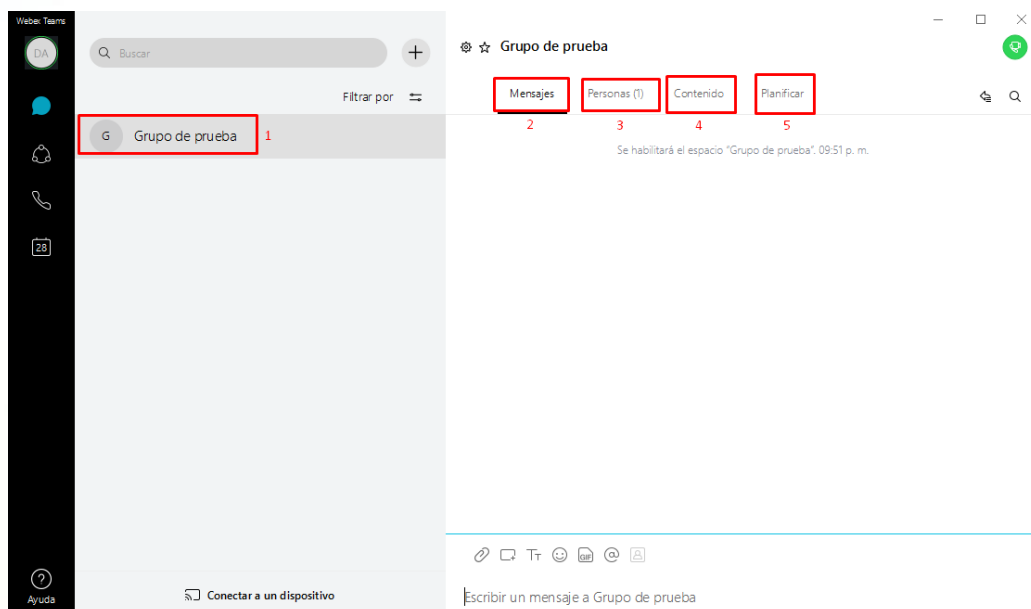 Webex Teams
DA
Buscar
Grupo de prueba
Filtrar por
Mensajes
Personas (1)
Contenido
Planificar
28
G Grupo de prueba 1
2
3
4
5
Se habilitará el espacio "Grupo de prueba". 09:51 p. m.
GIF
Ayuda
Conectar a un dispositivo
Escribir un mensaje a Grupo de prueba